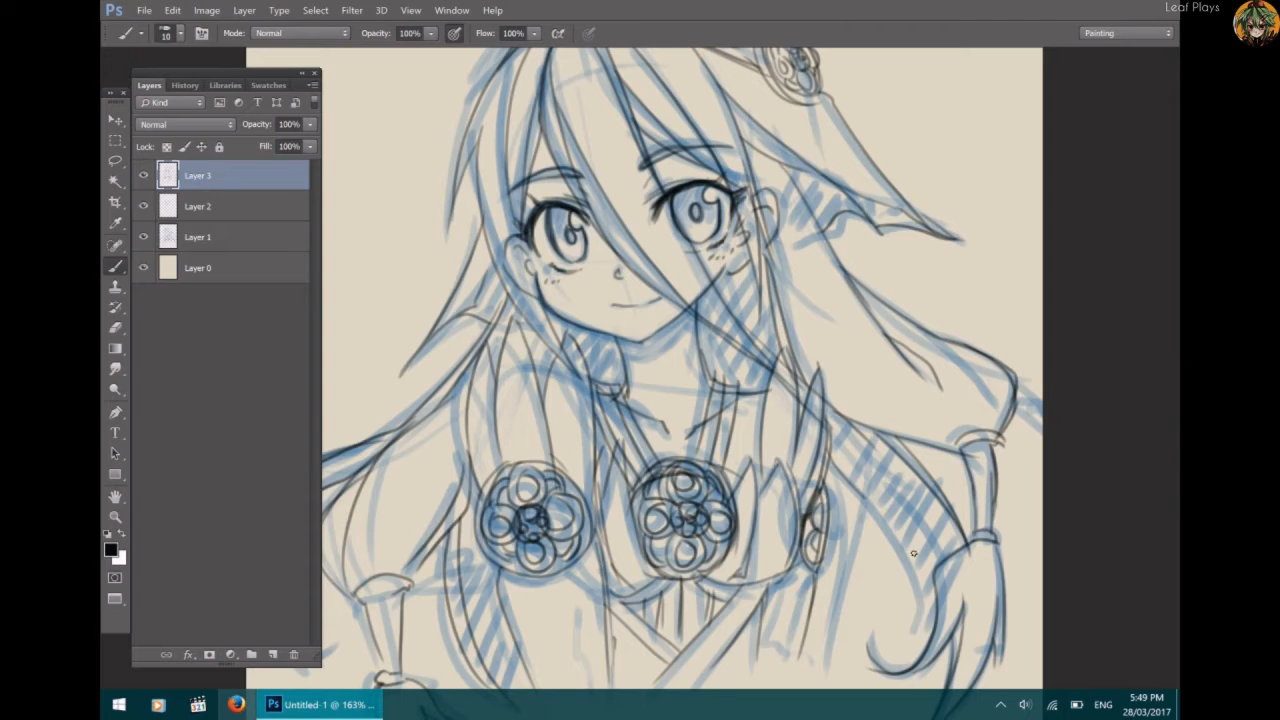 Leaf Plays
Ps File Edit Image Layer Type Select Filter 3D View Window Help
10 Mode: Normal Opacity: 100% Flow: 100% Painting
Layers History Libraries Swatches
Kind T
Normal Opacity: 100%
Lock: Fill: 100%
Layer 3
Layer 2
Layer 1
Layer 0
T
Ps Untitled-1 @ 163% ...
ENG
5:49 PM
28/03/2017